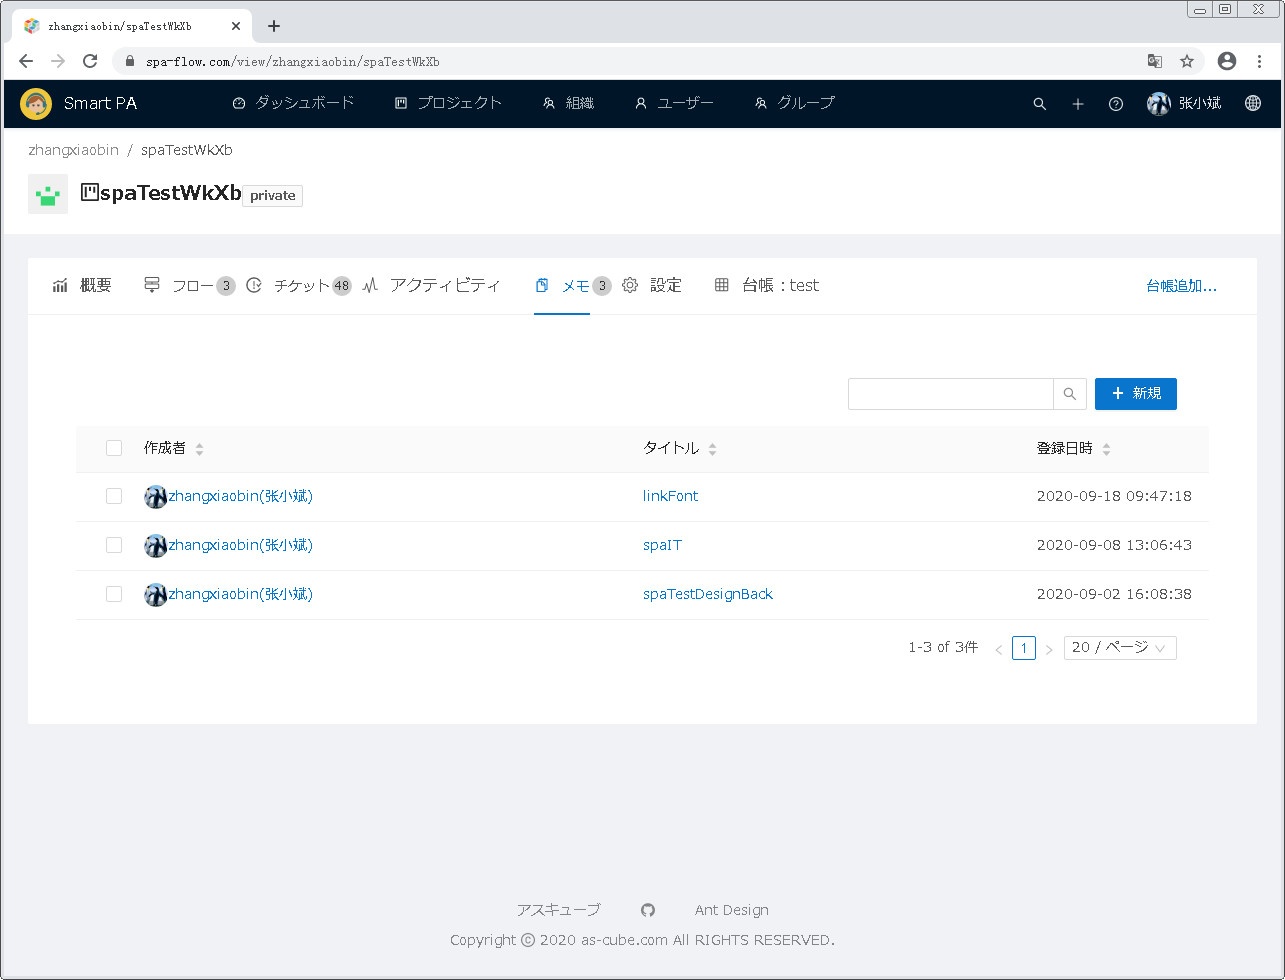 zhangxiaobin/spaTestWkXb
spa-flow.com/view/zhangxiaobin/spaTestWkXb
Smart PA ダッシュボード プロジェクト 組織 ユーザー グループ 张小斌
zhangxiaobin / spaTestWkXb
spaTestWkXb private
概要 フロー 3 チケット 48 アクティビティ メモ 3 設定 台帳：test 台帳追加...
+ 新規
作成者 タイトル 登録日時
zhangxiaobin(张小斌) linkFont 2020-09-18 09:47:18
zhangxiaobin(张小斌) spaIT 2020-09-08 13:06:43
zhangxiaobin(张小斌) spaTestDesignBack 2020-09-02 16:08:38
1-3 of 3件 < 1 > 20 / ページ
アスキューブ Ant Design
Copyright © 2020 as-cube.com All RIGHTS RESERVED.